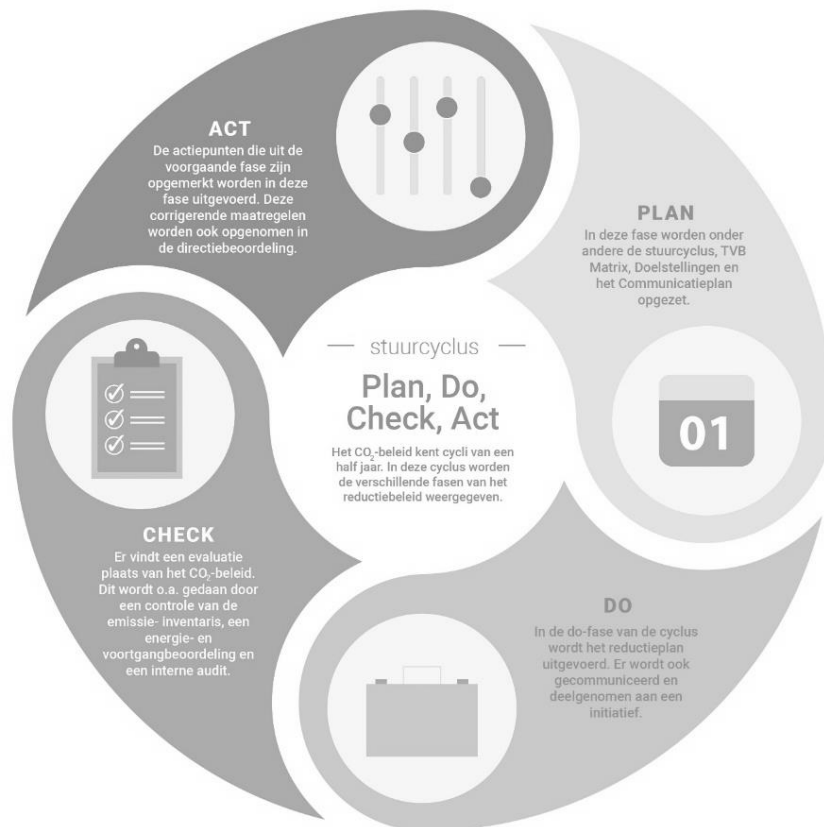 ACT
De actiepunten die uit de
voorgaande fase zijn
opgemerkt worden in deze
fase uitgevoerd. Deze
corrigerende maatregelen
worden ook opgenomen in
de directiebeoordeling.
PLAN
In deze fase worden onder
andere de stuurcyclus, TVB
Matrix, Doelstellingen en
het Communicatieplan
opgezet.
01
stuurcyclus
Plan, Do,
Check, Act
Het CO₂-beleid kent cycli van een
half jaar. In deze cyclus worden
de verschillende fasen van het
reductiebeleid weergegeven.
CHECK
Er vindt een evaluatie
plaats van het CO₂-beleid.
Dit wordt o.a. gedaan door
een controle van de
emissie- inventaris, een
energie- en
voortgangbeoordeling en
een interne audit.
DO
In de do-fase van de cyclus
wordt het reductieplan
uitgevoerd. Er wordt ook
gecommuniceerd en
deelgenomen aan een
initiatief.